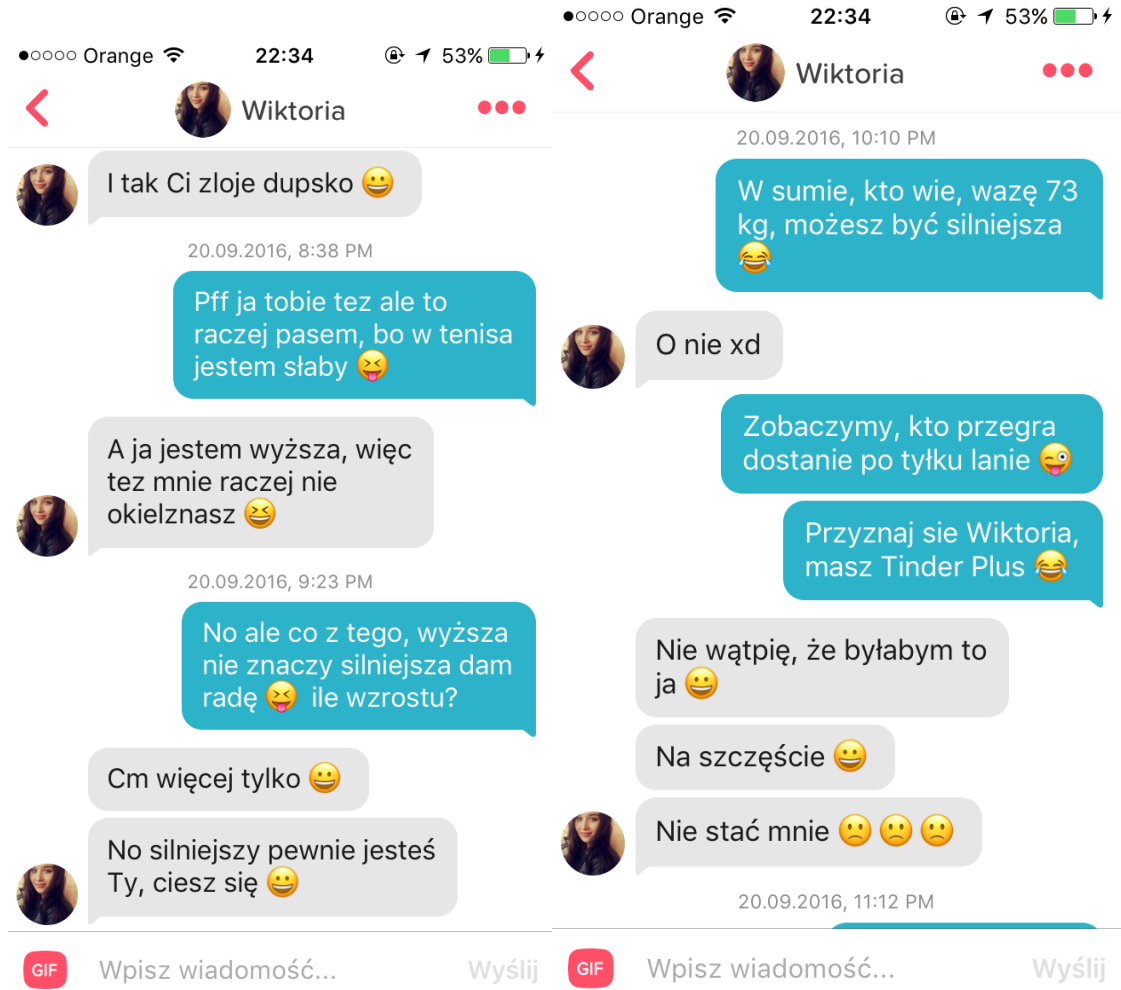 Orange 22:34 53%
Wiktoria
I tak Ci zloje dupsko 😀
20.09.2016, 8:38 PM
Pff ja tobie tez ale to
raczej pasem, bo w tenisa
jestem słaby 😝
A ja jestem wyższa, więc
tez mnie raczej nie
okielznasz 😆
20.09.2016, 9:23 PM
No ale co z tego, wyższa
nie znaczy silniejsza dam
radę 😝 ile wzrostu?
Cm więcej tylko 😀
No silniejszy pewnie jesteś
Ty, ciesz się 😀
GIF Wpisz wiadomość... Wyślij
Orange 22:34 53%
Wiktoria
20.09.2016, 10:10 PM
W sumie, kto wie, wazę 73
kg, możesz być silniejsza
😂
O nie xd
Zobaczymy, kto przegra
dostanie po tyłku lanie 😜
Przyznaj sie Wiktoria,
masz Tinder Plus 😂
Nie wątpię, że byłabym to
ja 😀
Na szczęście 😀
Nie stać mnie 🙁🙁🙁
20.09.2016, 11:12 PM
GIF Wpisz wiadomość... Wyślij